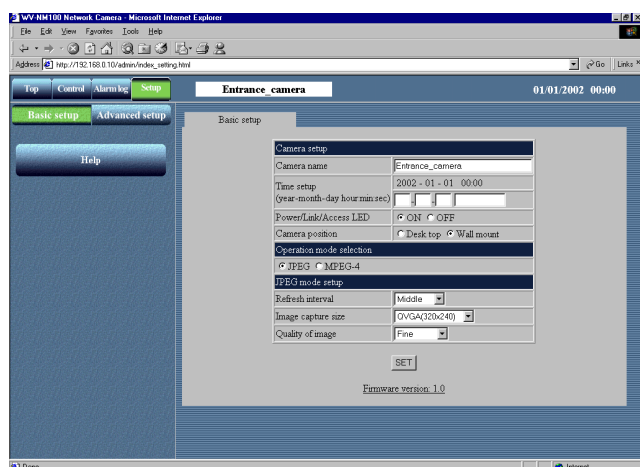 WV-NM100 Network Camera - Microsoft Internet Explorer
File Edit View Favorites Tools Help
Address http://192.168.0.10/admin/index_setting.html Go Links »
Top Control Alarm log Setup Entrance_camera 01/01/2002 00:00
Basic setup Advanced setup
Help
Basic setup
Camera setup
Camera name Entrance_camera
Time setup 2002 - 01 - 01 00:00
(year-month-day hour:min:sec) - -
Power/Link/Access LED ON OFF
Camera position Desk top Wall mount
Operation mode selection
JPEG MPEG-4
JPEG mode setup
Refresh interval Middle
Image capture size QVGA(320x240)
Quality of image Fine
SET
Firmware version: 1.0
Done Internet